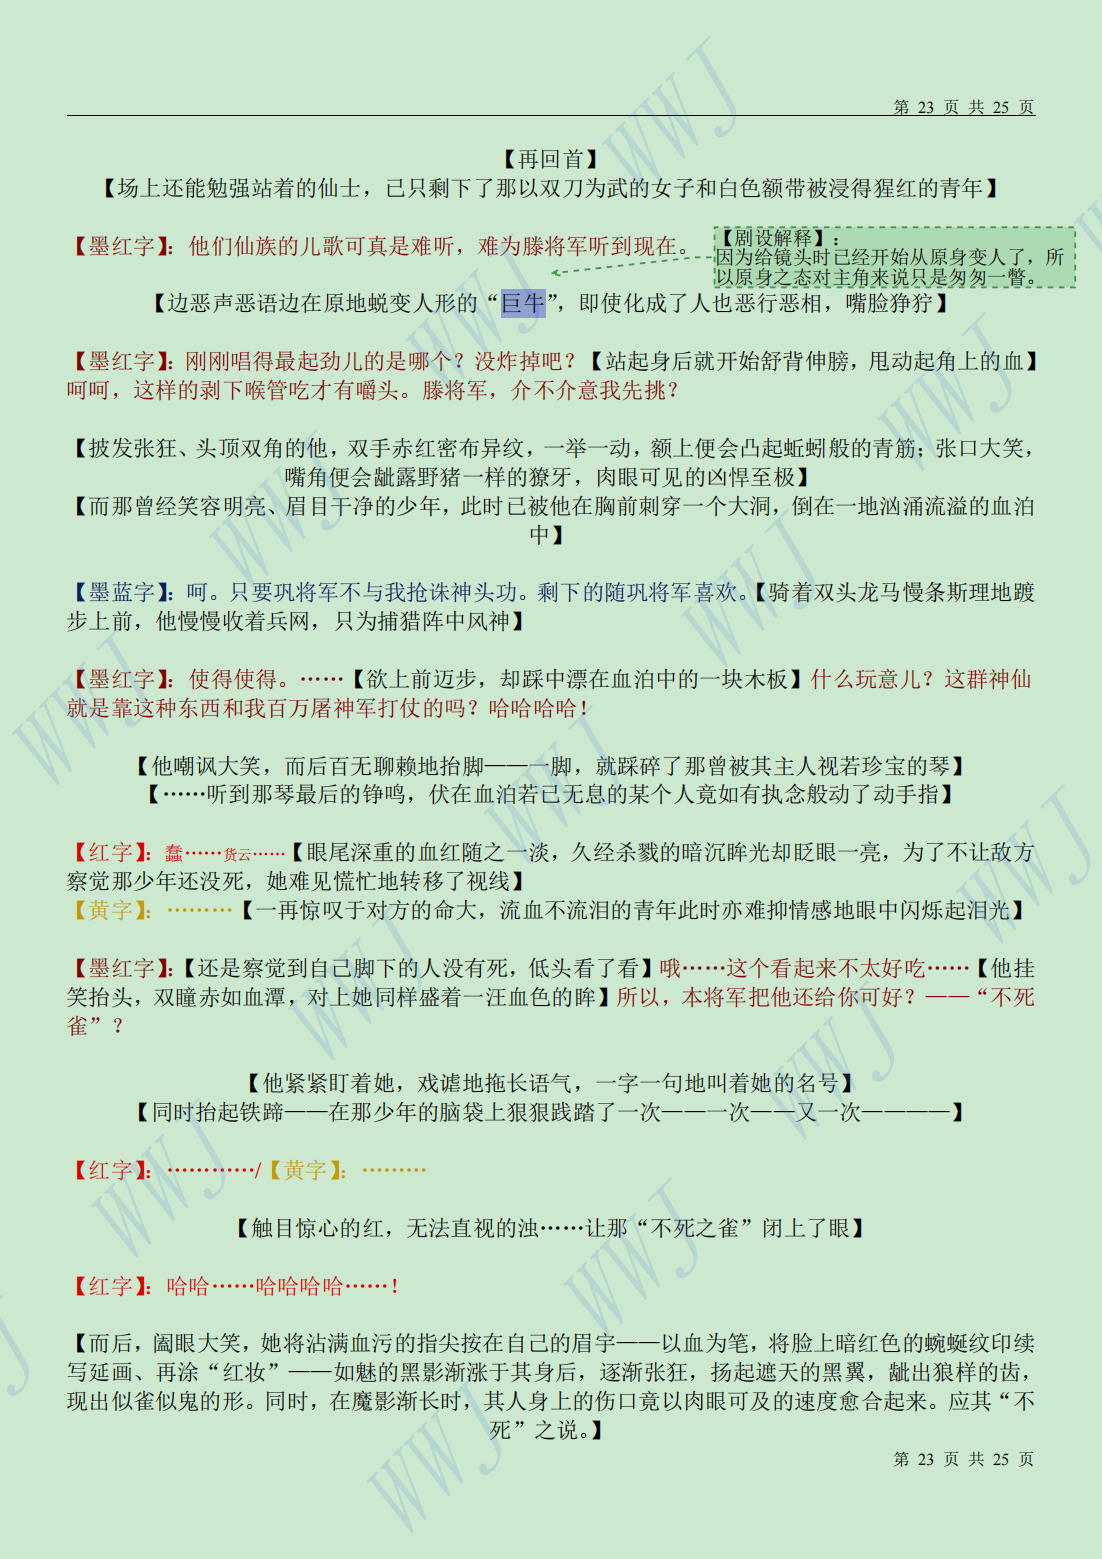 第 23 页 共 25 页
【再回首】
【场上还能勉强站着的仙士，已只剩下了那以双刀为武的女子和白色额带被浸得猩红的青年】
【墨红字】：他们仙族的儿歌可真是难听，难为滕将军听到现在。
【剧设解释】：
因为给镜头时已经开始从原身变人了，所
以原身之态对主角来说只是匆匆一瞥。
【边恶声恶语边在原地蜕变人形的“巨牛”，即使化成了人也恶行恶相，嘴脸狰狞】
【墨红字】：刚刚唱得最起劲儿的是哪个？没炸掉吧？【站起身后就开始舒背伸膀，甩动起角上的血】
呵呵，这样的剥下喉管吃才有嚼头。滕将军，介不介意我先挑？
【披发张狂、头顶双角的他，双手赤红密布异纹，一举一动，额上便会凸起蚯蚓般的青筋；张口大笑，
嘴角便会龇露野猪一样的獠牙，肉眼可见的凶悍至极】
【而那曾经笑容明亮、眉目干净的少年，此时已被他在胸前刺穿一个大洞，倒在一地汹涌流溢的血泊
中】
【墨蓝字】：呵。只要巩将军不与我抢诛神头功。剩下的随巩将军喜欢。【骑着双头龙马慢条斯理地踱
步上前，他慢慢收着兵网，只为捕猎阵中风神】
【墨红字】：使得使得。……【欲上前迈步，却踩中漂在血泊中的一块木板】什么玩意儿？这群神仙
就是靠这种东西和我百万屠神军打仗的吗？哈哈哈哈！
【他嘲讽大笑，而后百无聊赖地抬脚——一脚，就踩碎了那曾被其主人视若珍宝的琴】
【……听到那琴最后的铮鸣，伏在血泊若已无息的某个人竟如有执念般动了动手指】
【红字】：蠢……货云……【眼尾深重的血红随之一淡，久经杀戮的暗沉眸光却眨眼一亮，为了不让敌方
察觉那少年还没死，她难见慌忙地转移了视线】
【黄字】：………【一再惊叹于对方的命大，流血不流泪的青年此时亦难抑情感地眼中闪烁起泪光】
【墨红字】：【还是察觉到自己脚下的人没有死，低头看了看】哦……这个看起来不太好吃……【他挂
笑抬头，双瞳赤如血潭，对上她同样盛着一汪血色的眸】所以，本将军把他还给你可好？——“不死
雀”？
【他紧紧盯着她，戏谑地拖长语气，一字一句地叫着她的名号】
【同时抬起铁蹄——在那少年的脑袋上狠狠践踏了一次——一次——又一次————】
【红字】：…………/【黄字】：………
【触目惊心的红，无法直视的浊……让那“不死之雀”闭上了眼】
【红字】：哈哈……哈哈哈哈……！
【而后，阖眼大笑，她将沾满血污的指尖按在自己的眉宇——以血为笔，将脸上暗红色的蜿蜒纹印续
写延画、再涂“红妆”——如魅的黑影渐涨于其身后，逐渐张狂，扬起遮天的黑翼，龇出狼样的齿，
现出似雀似鬼的形。同时，在魔影渐长时，其人身上的伤口竟以肉眼可及的速度愈合起来。应其“不
死”之说。】
第 23 页 共 25 页